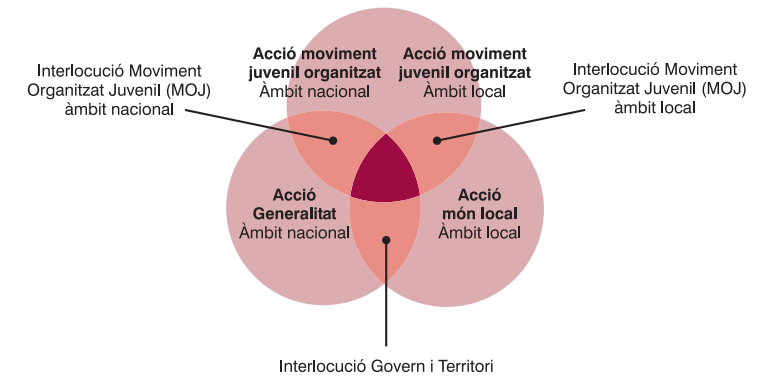 Interlocució Moviment
Organitzat Juvenil (MOJ)
àmbit nacional
Acció moviment
juvenil organitzat
Àmbit nacional
Acció moviment
juvenil organitzat
Àmbit local
Interlocució Moviment
Organitzat Juvenil (MOJ)
àmbit local
Acció
Generalitat
Àmbit nacional
Acció
món local
Àmbit local
Interlocució Govern i Territori